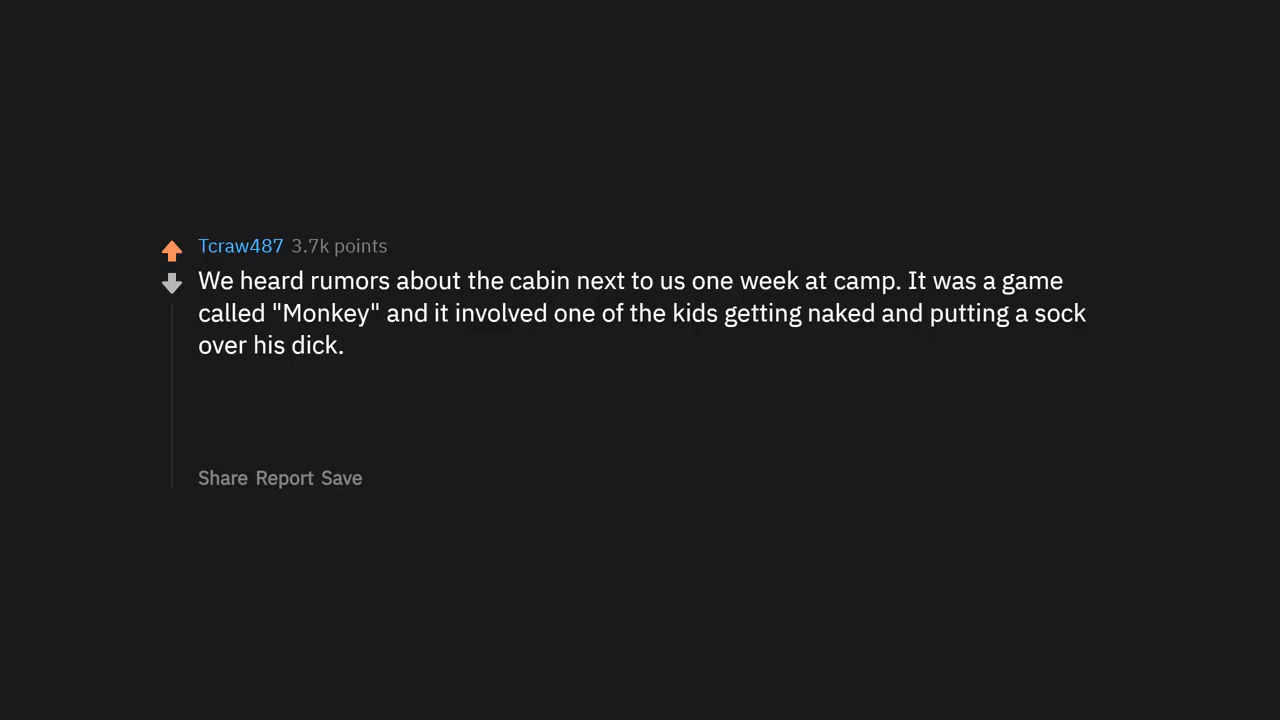 Tcraw487 3.7k points
We heard rumors about the cabin next to us one week at camp. It was a game
called "Monkey" and it involved one of the kids getting naked and putting a sock
over his dick.
Share Report Save